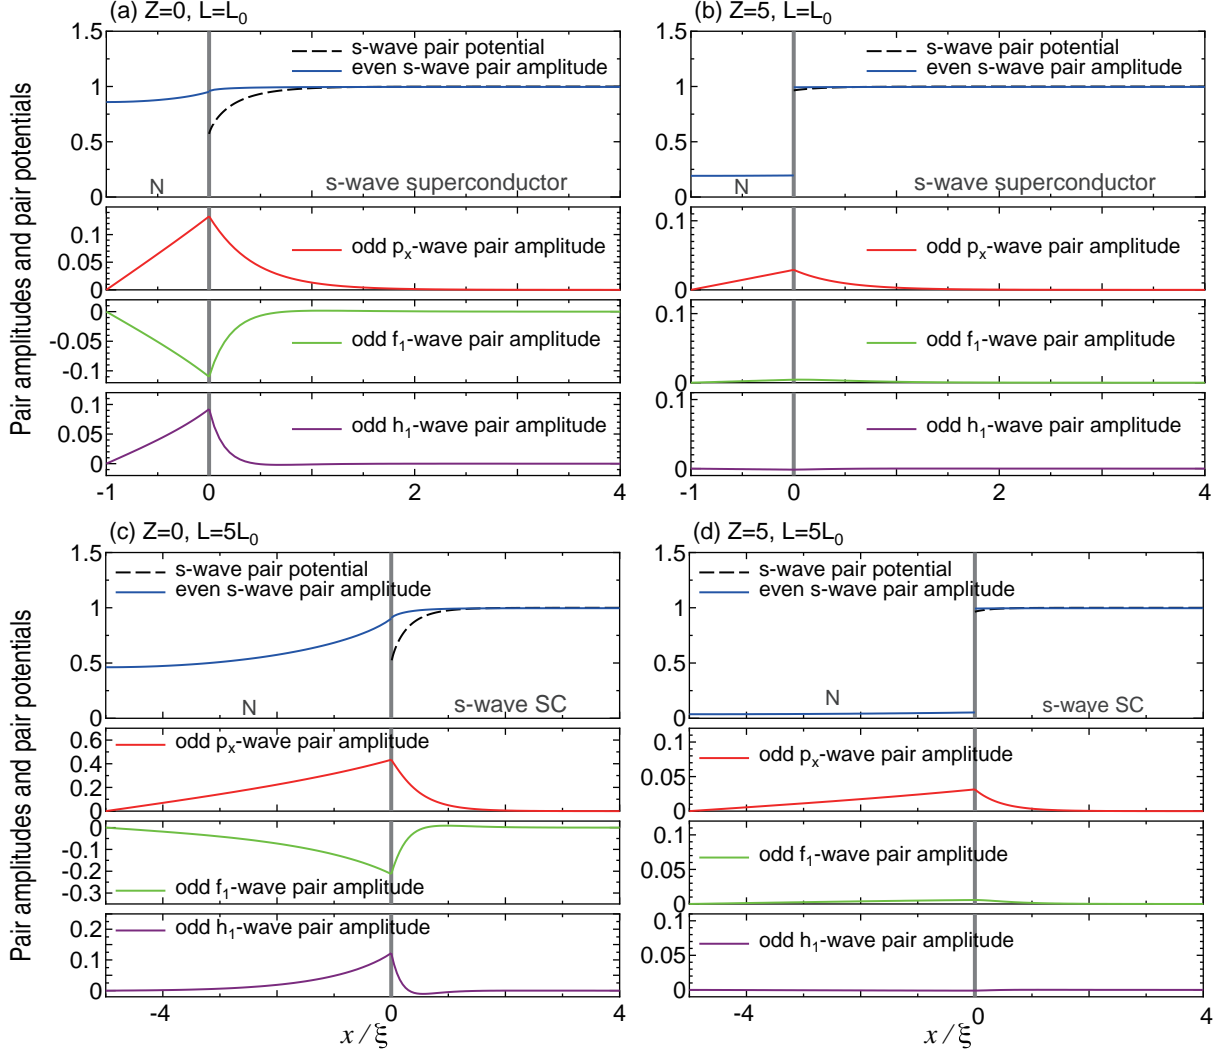 (a) Z=0, L=L₀
1.5
s-wave pair potential
even s-wave pair amplitude
1
0.5
N
s-wave superconductor
0
0.1
odd pₓ-wave pair amplitude
0.05
0
0
odd f₁-wave pair amplitude
-0.05
-0.1
0.1
odd h₁-wave pair amplitude
0.05
0
-1 0 2 4
Pair amplitudes and pair potentials
(b) Z=5, L=L₀
1.5
s-wave pair potential
even s-wave pair amplitude
1
0.5
N
s-wave superconductor
0
0.1
odd pₓ-wave pair amplitude
0.05
0
0.1
odd f₁-wave pair amplitude
0
0.1
odd h₁-wave pair amplitude
0
-1 0 2 4
(c) Z=0, L=5L₀
1.5
s-wave pair potential
even s-wave pair amplitude
1
0.5
N
s-wave SC
0
0.6
odd pₓ-wave pair amplitude
0.4
0.2
0
0
-0.1
-0.2
odd f₁-wave pair amplitude
-0.3
0.2
odd h₁-wave pair amplitude
0.1
0
-4 0 4
x/ξ
Pair amplitudes and pair potentials
(d) Z=5, L=5L₀
1.5
s-wave pair potential
even s-wave pair amplitude
1
0.5
N
s-wave SC
0
0.1
odd pₓ-wave pair amplitude
0.05
0
0.1
odd f₁-wave pair amplitude
0.05
0
0.1
odd h₁-wave pair amplitude
0.05
0
-4 0 4
x/ξ